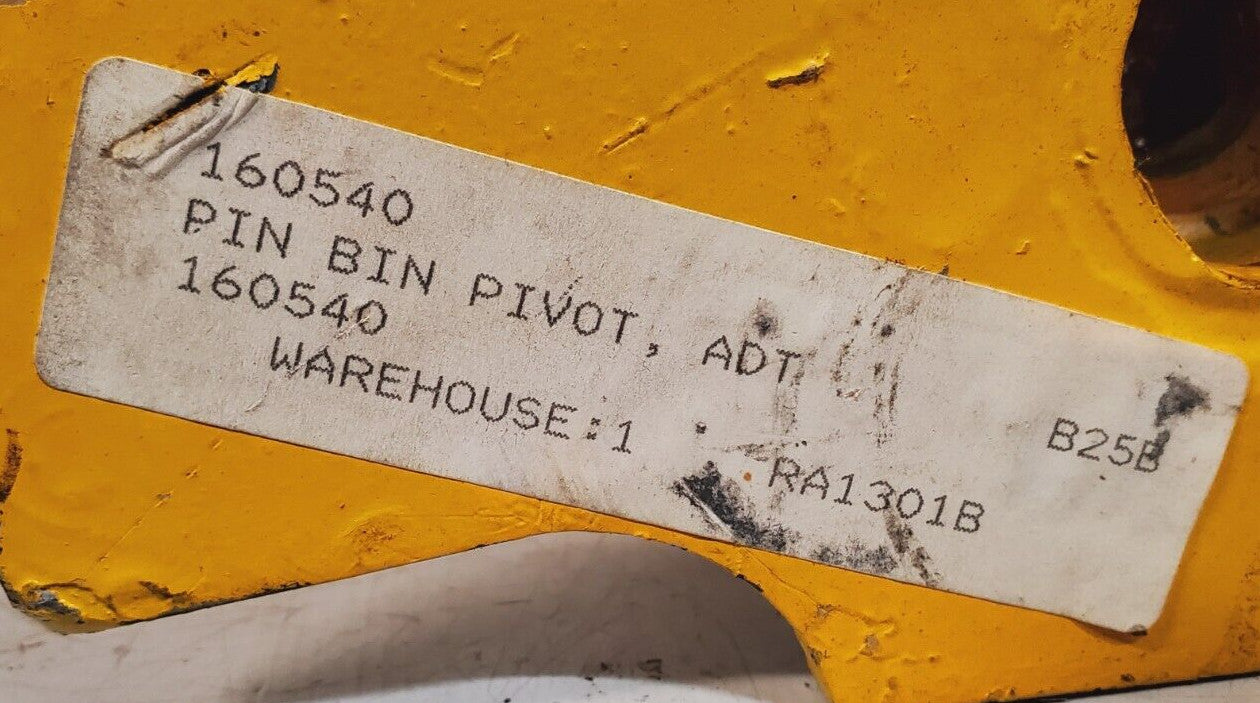 160540
PIN BIN PIVOT, ADT
160540 B25B
WAREHOUSE:1 RA1301B